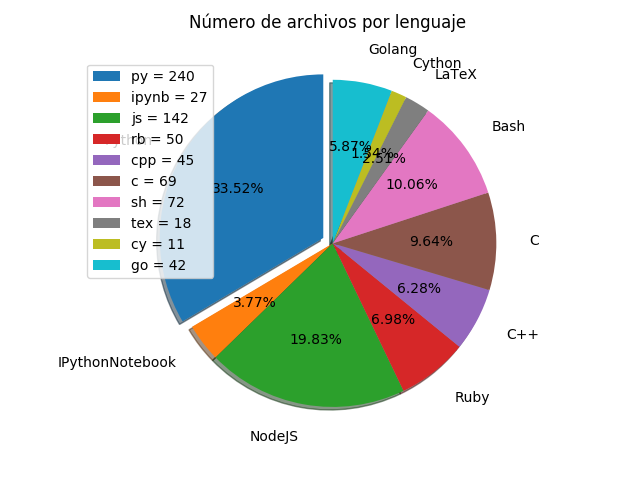 Número de archivos por lenguaje
py = 240
ipynb = 27
js = 142
rb = 50
cpp = 45
c = 69
sh = 72
tex = 18
cy = 11
go = 42
Golang
Cython
LaTeX
Bash
C
C++
Ruby
NodeJS
IPythonNotebook
Python
33.52%
3.77%
19.83%
6.98%
6.28%
9.64%
10.06%
2.51%
1.54%
5.87%